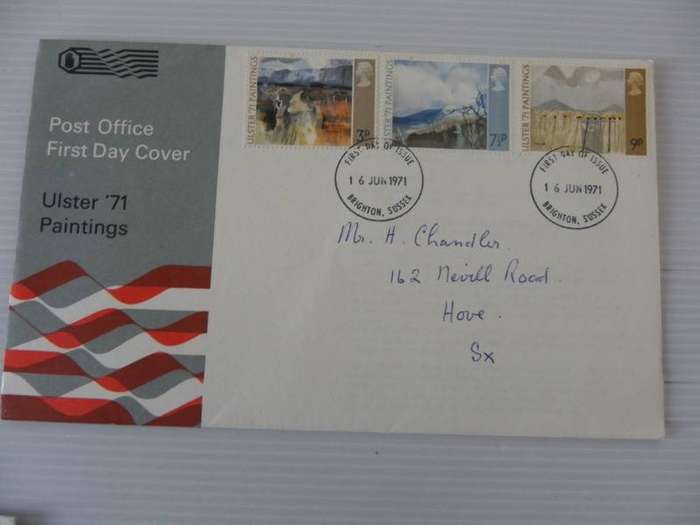 Post Office
First Day Cover
Ulster '71
Paintings
ULSTER '71 PAINTINGS
3p
ULSTER '71 PAINTINGS
7½p
ULSTER '71 PAINTINGS
9p
FIRST DAY OF ISSUE
16 JUN 1971
BRIGHTON, SUSSEX
FIRST DAY OF ISSUE
16 JUN 1971
BRIGHTON, SUSSEX
Mr. H. Chandler.
162 Nevill Road.
Hove.
Sx